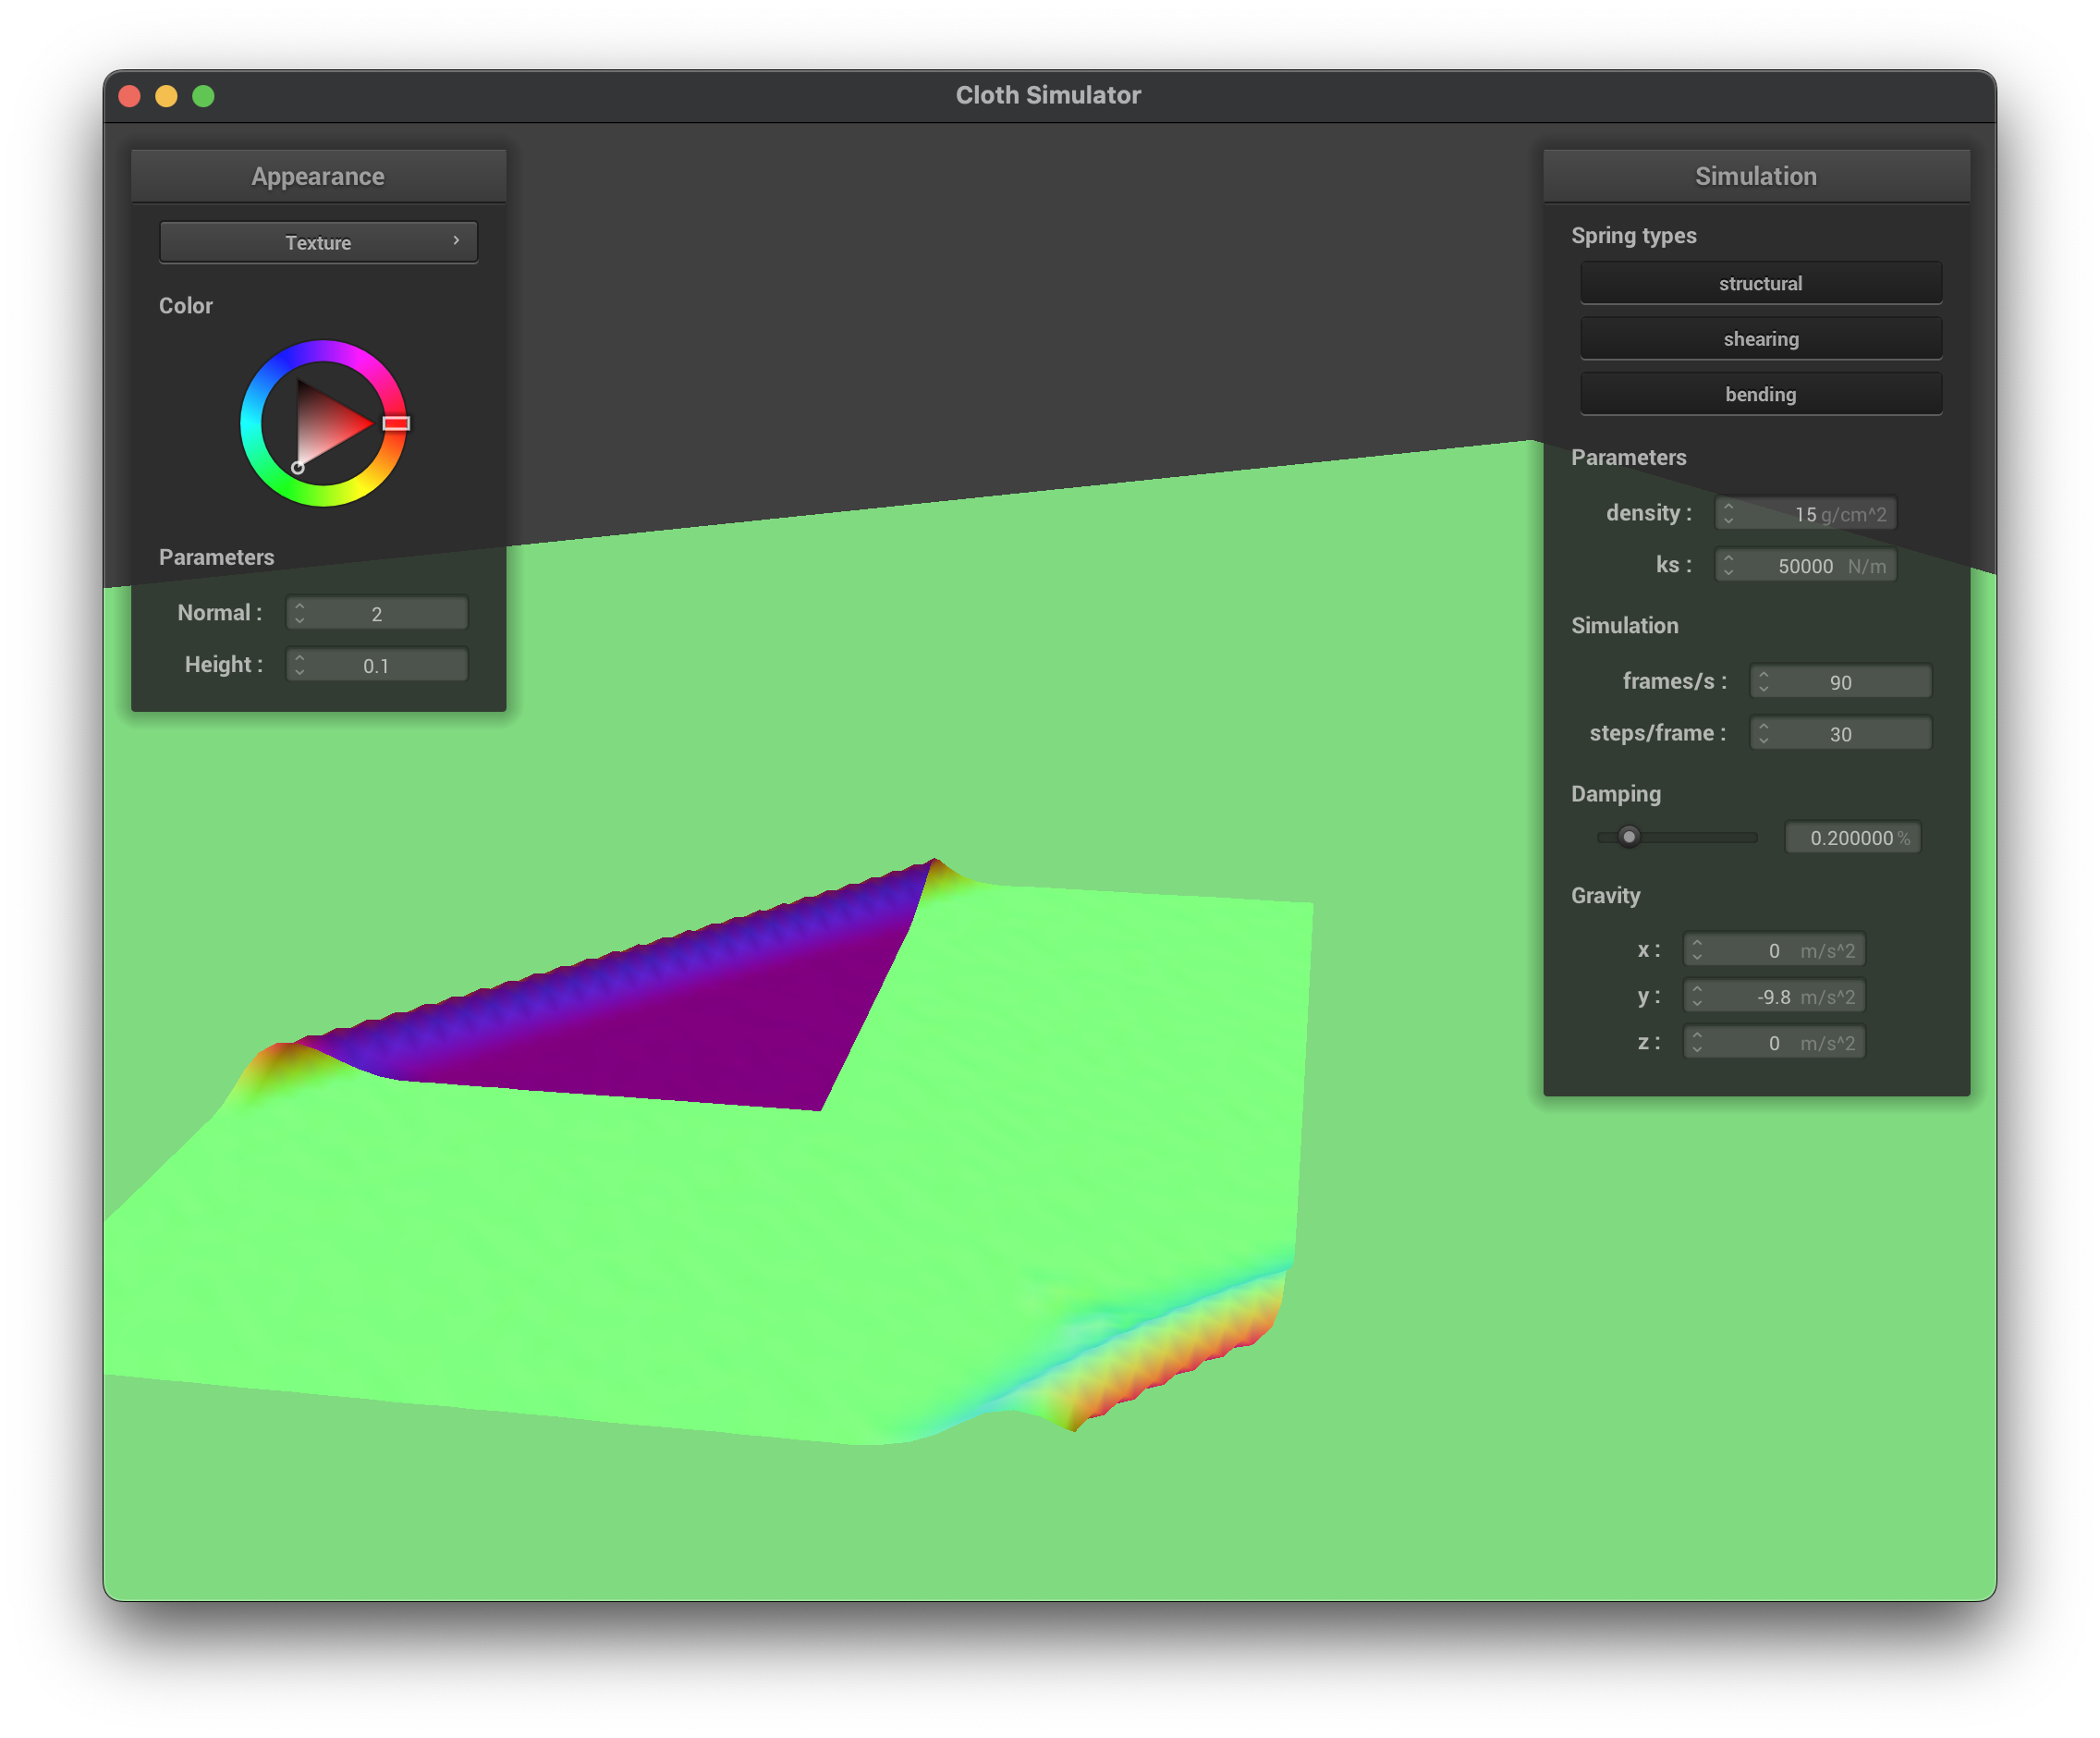 Cloth Simulator
Appearance
Texture
Color
Parameters
Normal : 2
Height : 0.1
Simulation
Spring types
structural
shearing
bending
Parameters
density : 15 g/cm^2
ks : 50000 N/m
Simulation
frames/s : 90
steps/frame : 30
Damping
0.200000 %
Gravity
x : 0 m/s^2
y : -9.8 m/s^2
z : 0 m/s^2